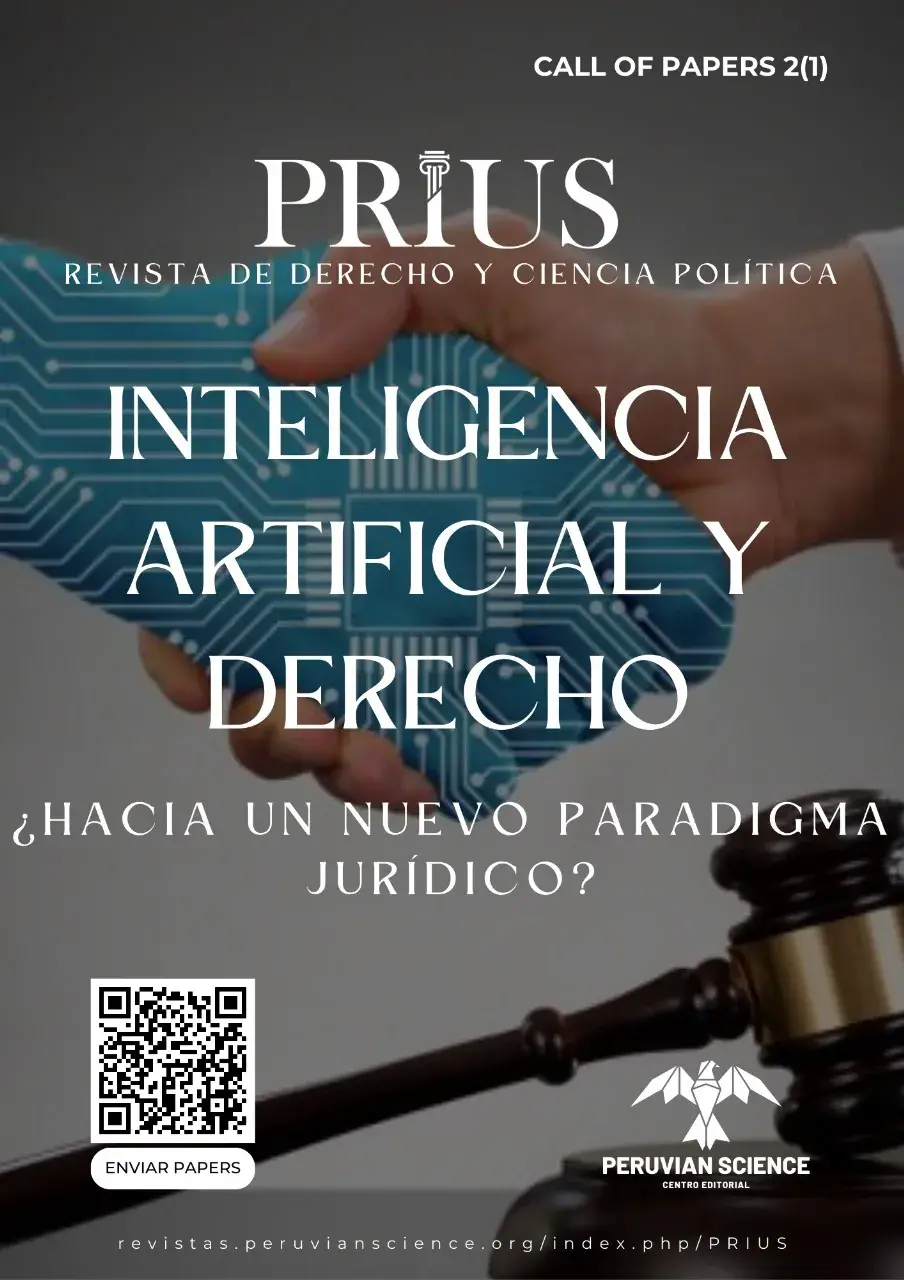 CALL OF PAPERS 2(1)
PRIUS
REVISTA DE DERECHO Y CIENCIA POLÍTICA
INTELIGENCIA
ARTIFICIAL Y
DERECHO
¿HACIA UN NUEVO PARADIGMA
JURÍDICO?
ENVIAR PAPERS
PERUVIAN SCIENCE
CENTRO EDITORIAL
revistas.peruvianscience.org/index.php/PRIUS